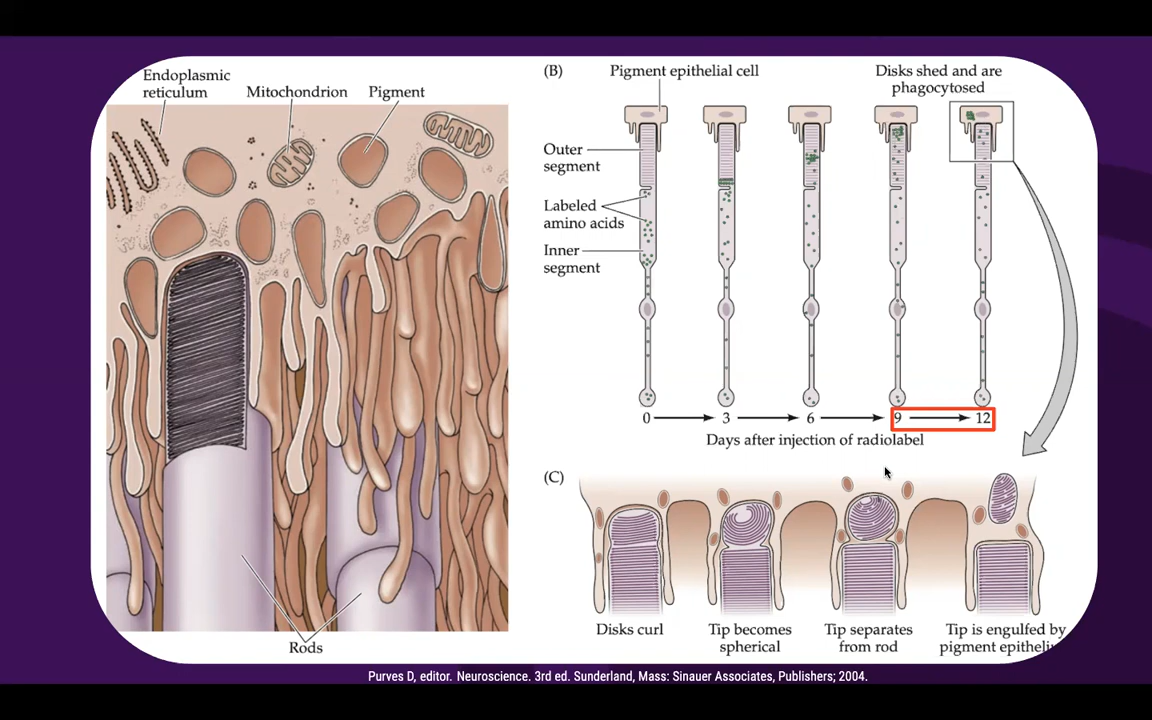 Endoplasmic
reticulum
Mitochondrion
Pigment
Rods
(B)
Pigment epithelial cell
Disks shed and are
phagocytosed
Outer
segment
Labeled
amino acids
Inner
segment
0 3 6 9 12
Days after injection of radiolabel
(C)
Disks curl
Tip becomes
spherical
Tip separates
from rod
Tip is engulfed by
pigment
Purves D, editor. Neuroscience. 3rd ed. Sunderland, Mass: Sinauer Associates, Publishers; 2004.